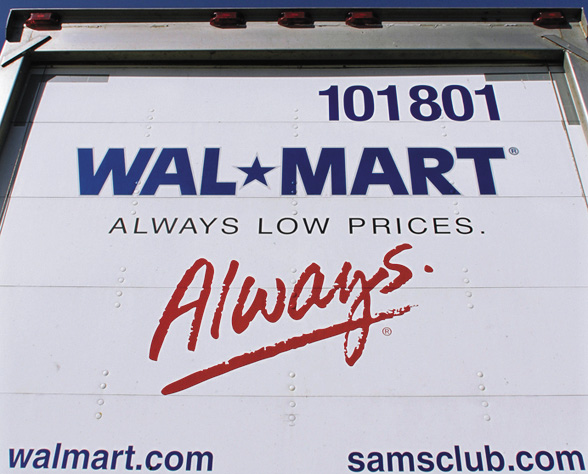 101801
WAL★MART®
ALWAYS LOW PRICES.
Always.®
walmart.com samsclub.com